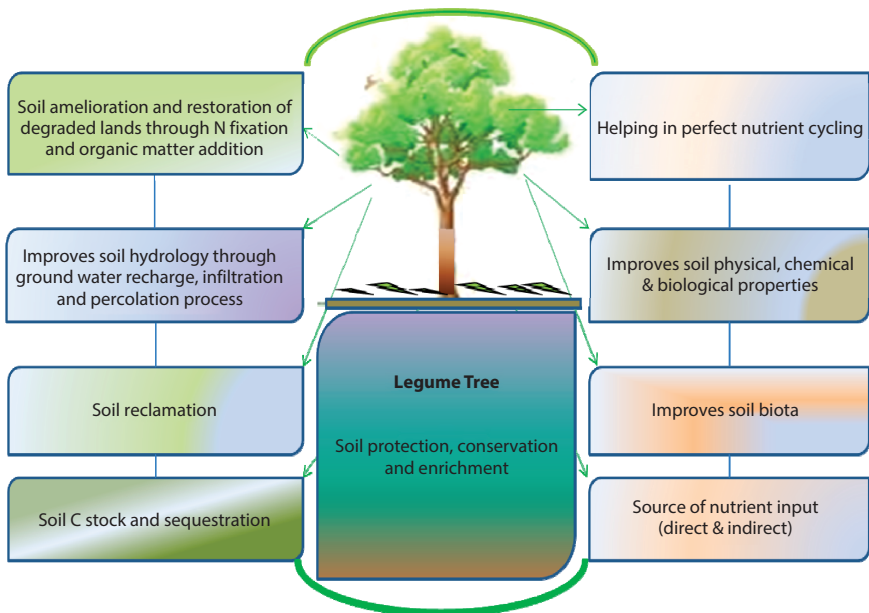 Soil amelioration and restoration of
degraded lands through N fixation
and organic matter addition
Improves soil hydrology through
ground water recharge, infiltration
and percolation process
Soil reclamation
Soil C stock and sequestration
Legume Tree
Soil protection, conservation
and enrichment
Helping in perfect nutrient cycling
Improves soil physical, chemical
& biological properties
Improves soil biota
Source of nutrient input
(direct & indirect)